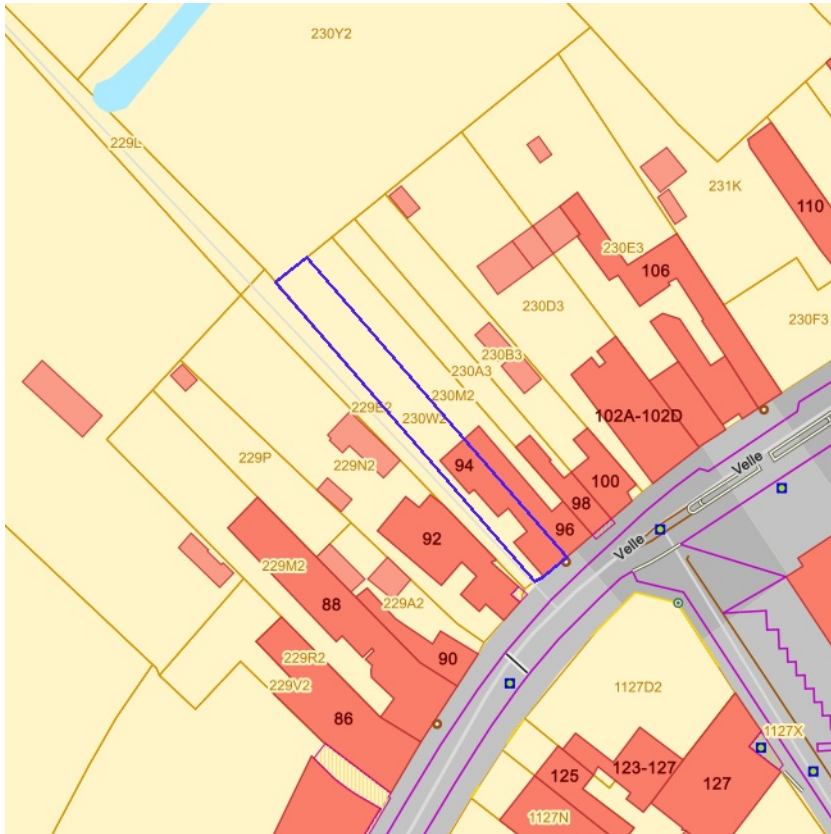 230Y2
229L
231K
110
230E3
106
230D3
230F3
230B3
230A3
230M2
229E2
230W2
102A-102D
229P
229N2
94
Velle
100
98
96
92
Velle
229M2
88
229A2
229R2
90
229V2
1127D2
86
1127X
123-127
125
127
1127N